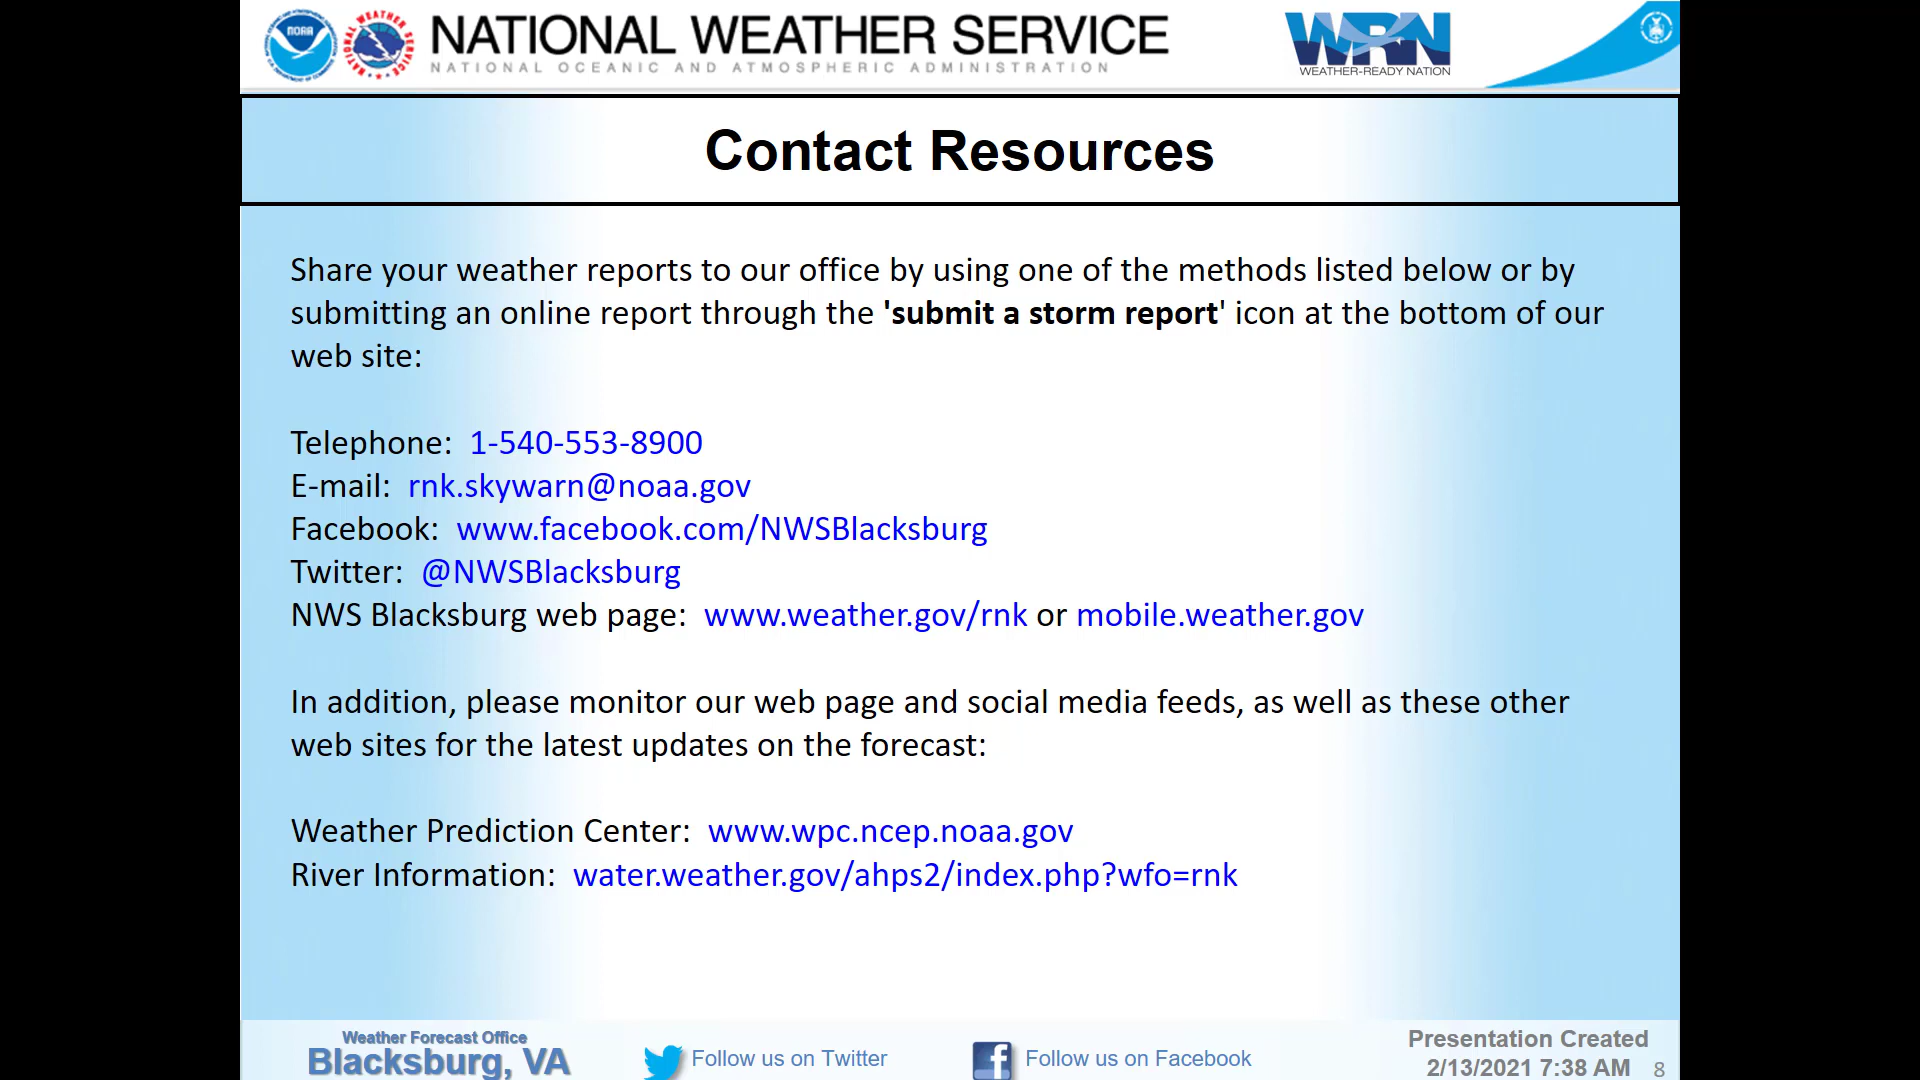 NOAA
NATIONAL WEATHER SERVICE
NATIONAL OCEANIC AND ATMOSPHERIC ADMINISTRATION
WRN
WEATHER-READY NATION
Contact Resources
Share your weather reports to our office by using one of the methods listed below or by
submitting an online report through the 'submit a storm report' icon at the bottom of our
web site:
Telephone: 1-540-553-8900
E-mail: rnk.skywarn@noaa.gov
Facebook: www.facebook.com/NWSBlacksburg
Twitter: @NWSBlacksburg
NWS Blacksburg web page: www.weather.gov/rnk or mobile.weather.gov
In addition, please monitor our web page and social media feeds, as well as these other
web sites for the latest updates on the forecast:
Weather Prediction Center: www.wpc.ncep.noaa.gov
River Information: water.weather.gov/ahps2/index.php?wfo=rnk
Weather Forecast Office
Blacksburg, VA
Follow us on Twitter
Follow us on Facebook
Presentation Created
2/13/2021 7:38 AM
8